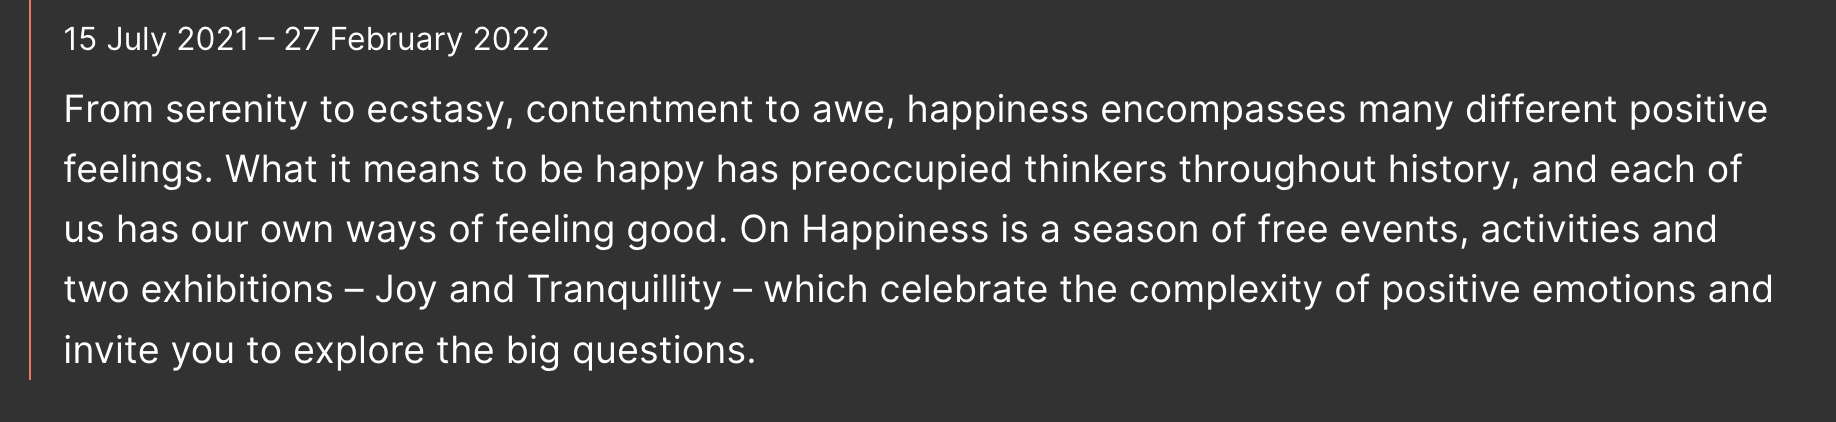 15 July 2021 – 27 February 2022
From serenity to ecstasy, contentment to awe, happiness encompasses many different positive
feelings. What it means to be happy has preoccupied thinkers throughout history, and each of
us has our own ways of feeling good. On Happiness is a season of free events, activities and
two exhibitions – Joy and Tranquillity – which celebrate the complexity of positive emotions and
invite you to explore the big questions.